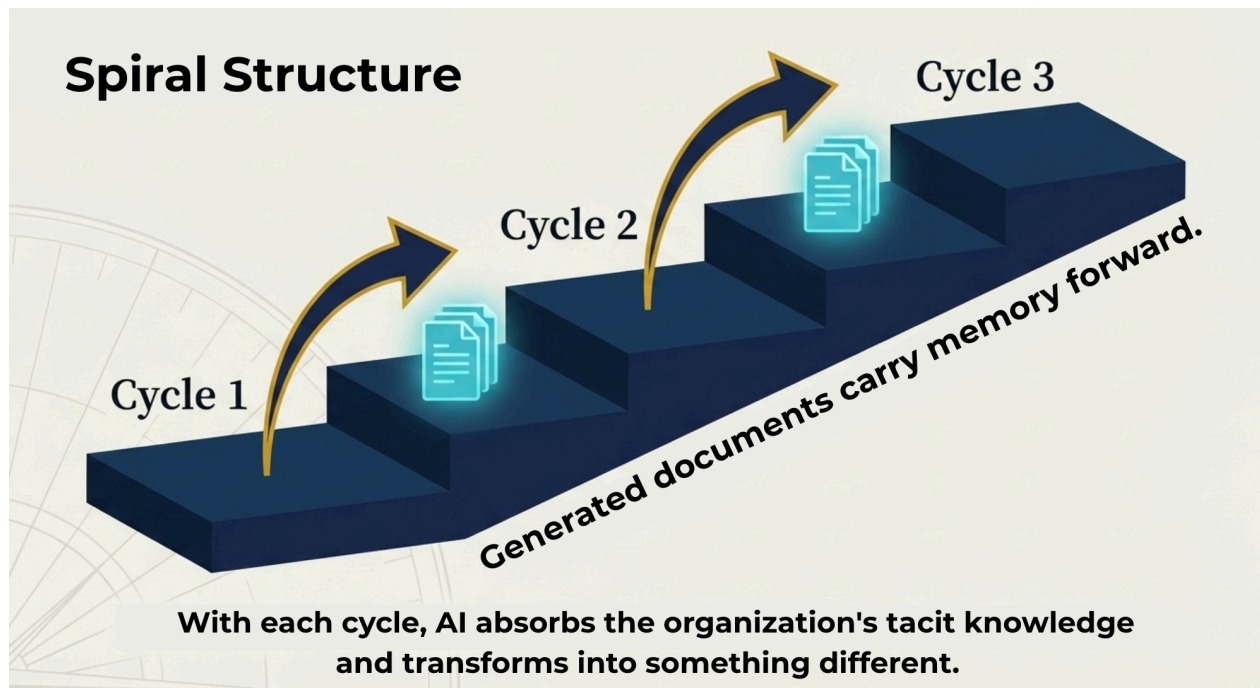 Spiral Structure
Cycle 3
Cycle 2
Cycle 1
Generated documents carry memory forward.
With each cycle, AI absorbs the organization's tacit knowledge
and transforms into something different.